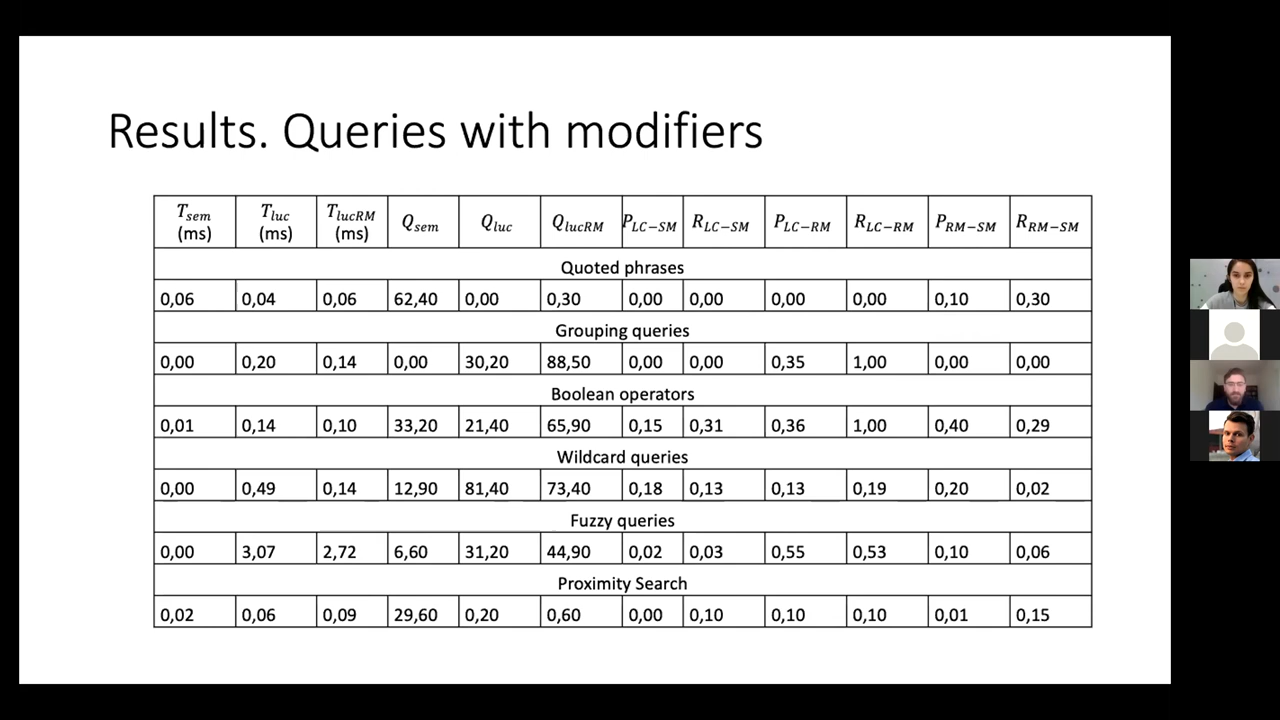 Results. Queries with modifiers
T_sem (ms) T_luc (ms) T_lucRM (ms) Q_sem Q_luc Q_lucRM P_LC−SM R_LC−SM P_LC−RM R_LC−RM P_RM−SM R_RM−SM
Quoted phrases
0,06 0,04 0,06 62,40 0,00 0,30 0,00 0,00 0,00 0,00 0,10 0,30
Grouping queries
0,00 0,20 0,14 0,00 30,20 88,50 0,00 0,00 0,35 1,00 0,00 0,00
Boolean operators
0,01 0,14 0,10 33,20 21,40 65,90 0,15 0,31 0,36 1,00 0,40 0,29
Wildcard queries
0,00 0,49 0,14 12,90 81,40 73,40 0,18 0,13 0,13 0,19 0,20 0,02
Fuzzy queries
0,00 3,07 2,72 6,60 31,20 44,90 0,02 0,03 0,55 0,53 0,10 0,06
Proximity Search
0,02 0,06 0,09 29,60 0,20 0,60 0,00 0,10 0,10 0,10 0,01 0,15